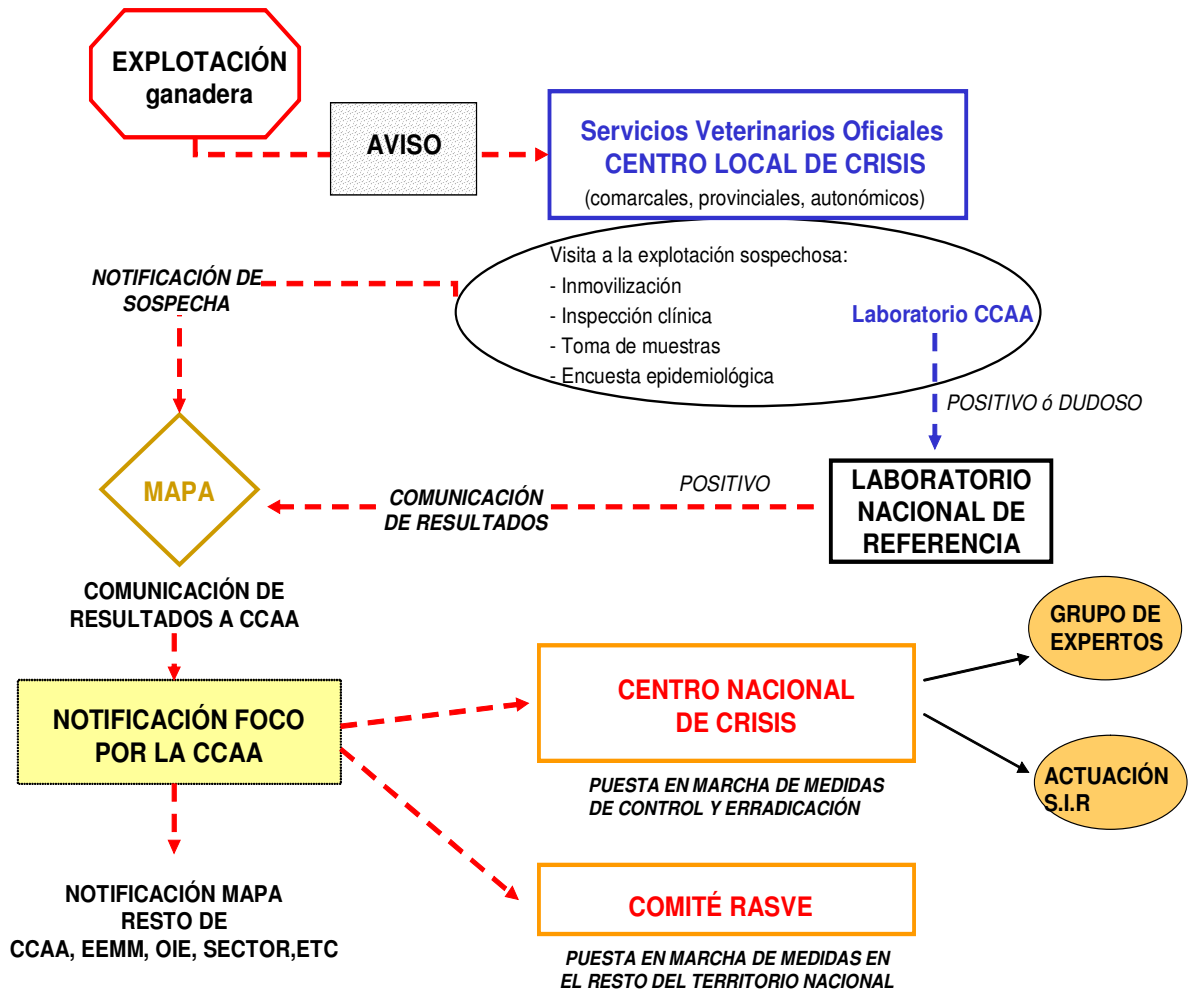 EXPLOTACIÓN
ganadera
AVISO
Servicios Veterinarios Oficiales
CENTRO LOCAL DE CRISIS
(comarcales, provinciales, autonómicos)
NOTIFICACIÓN DE
SOSPECHA
Visita a la explotación sospechosa:
- Inmovilización
- Inspección clínica
- Toma de muestras
- Encuesta epidemiológica
Laboratorio CCAA
POSITIVO ó DUDOSO
MAPA
COMUNICACIÓN
DE RESULTADOS
POSITIVO
LABORATORIO
NACIONAL DE
REFERENCIA
COMUNICACIÓN DE
RESULTADOS A CCAA
GRUPO DE
EXPERTOS
NOTIFICACIÓN FOCO
POR LA CCAA
CENTRO NACIONAL
DE CRISIS
PUESTA EN MARCHA DE MEDIDAS
DE CONTROL Y ERRADICACIÓN
ACTUACIÓN
S.I.R
NOTIFICACIÓN MAPA
RESTO DE
CCAA, EEMM, OIE, SECTOR,ETC
COMITÉ RASVE
PUESTA EN MARCHA DE MEDIDAS EN
EL RESTO DEL TERRITORIO NACIONAL